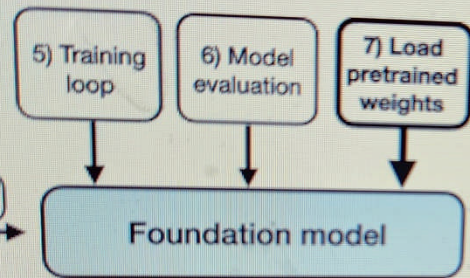 5) Training
loop
6) Model
evaluation
7) Load
pretrained
weights
Foundation model